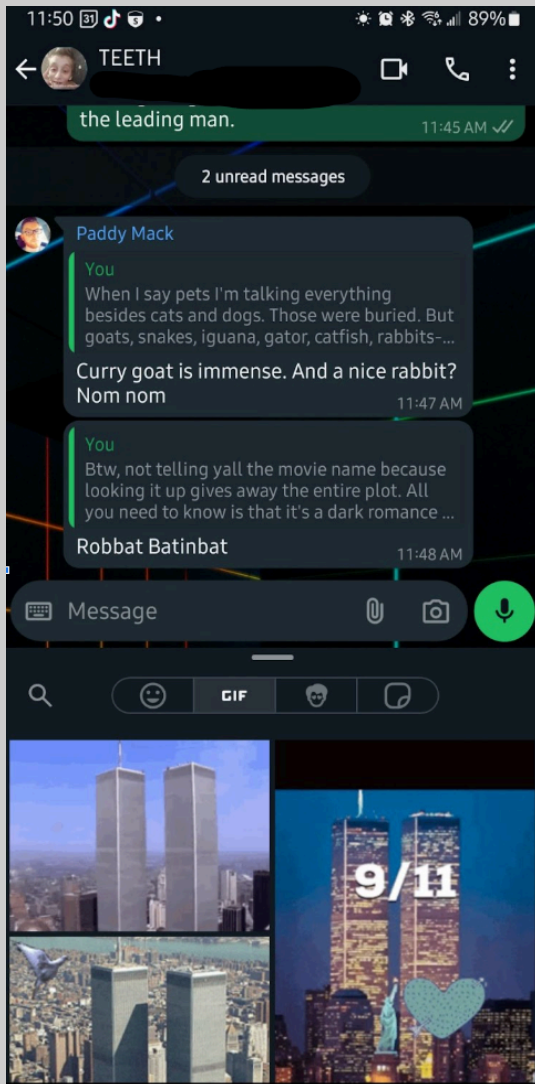 11:50 31 S •
89%
TEETH
the leading man.
11:45 AM
2 unread messages
Paddy Mack
You
When I say pets I'm talking everything
besides cats and dogs. Those were buried. But
goats, snakes, iguana, gator, catfish, rabbits-...
Curry goat is immense. And a nice rabbit?
Nom nom
11:47 AM
You
Btw, not telling yall the movie name because
looking it up gives away the entire plot. All
you need to know is that it's a dark romance ...
Robbat Batinbat
11:48 AM
Message
GIF
9/11